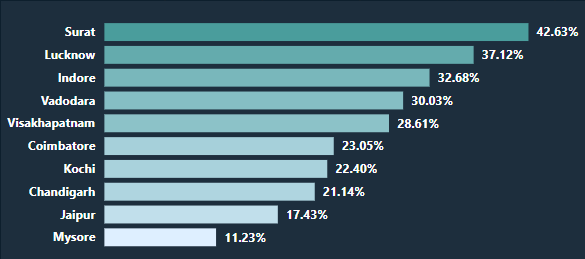 Surat 42.63%
Lucknow 37.12%
Indore 32.68%
Vadodara 30.03%
Visakhapatnam 28.61%
Coimbatore 23.05%
Kochi 22.40%
Chandigarh 21.14%
Jaipur 17.43%
Mysore 11.23%